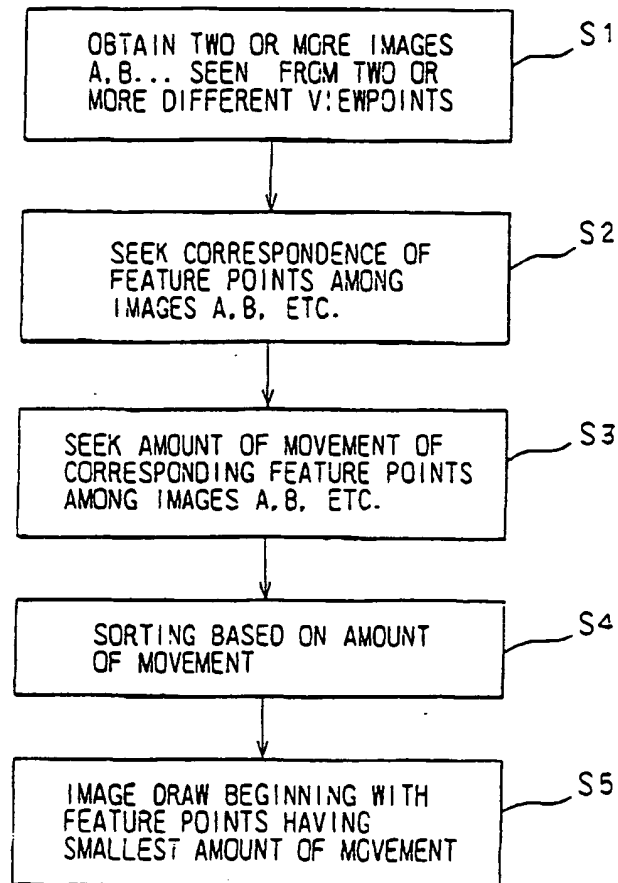 OBTAIN TWO OR MORE IMAGES
A.B... SEEN FROM TWO OR
MORE DIFFERENT VIEWPOINTS
S1
SEEK CORRESPONDENCE OF
FEATURE POINTS AMONG
IMAGES A.B. ETC.
S2
SEEK AMOUNT OF MOVEMENT OF
CORRESPONDING FEATURE POINTS
AMONG IMAGES A.B. ETC.
S3
SORTING BASED ON AMOUNT
OF MOVEMENT
S4
IMAGE DRAW BEGINNING WITH
FEATURE POINTS HAVING
SMALLEST AMOUNT OF MOVEMENT
S5